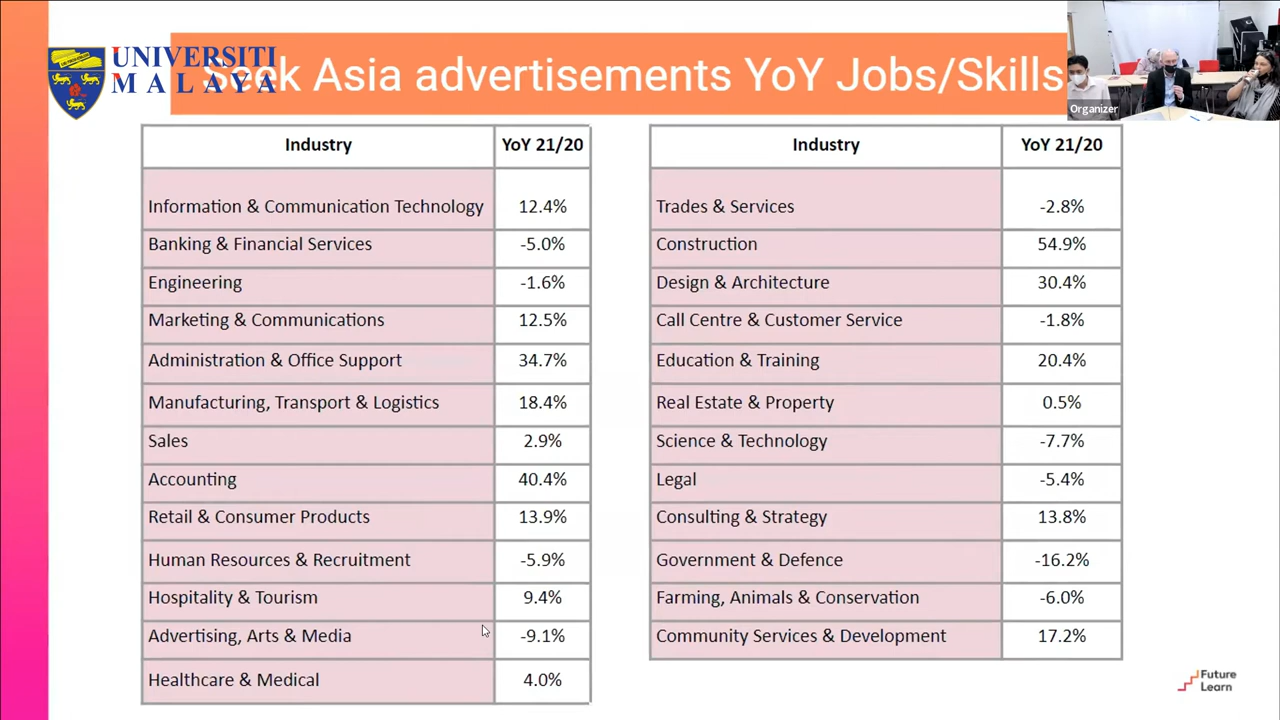 UNIVERSITI
MALAYA
Seek Asia advertisements YoY Jobs/Skills
Organizer
Industry YoY 21/20
Information & Communication Technology 12.4%
Banking & Financial Services -5.0%
Engineering -1.6%
Marketing & Communications 12.5%
Administration & Office Support 34.7%
Manufacturing, Transport & Logistics 18.4%
Sales 2.9%
Accounting 40.4%
Retail & Consumer Products 13.9%
Human Resources & Recruitment -5.9%
Hospitality & Tourism 9.4%
Advertising, Arts & Media -9.1%
Healthcare & Medical 4.0%
Industry YoY 21/20
Trades & Services -2.8%
Construction 54.9%
Design & Architecture 30.4%
Call Centre & Customer Service -1.8%
Education & Training 20.4%
Real Estate & Property 0.5%
Science & Technology -7.7%
Legal -5.4%
Consulting & Strategy 13.8%
Government & Defence -16.2%
Farming, Animals & Conservation -6.0%
Community Services & Development 17.2%
Future
Learn